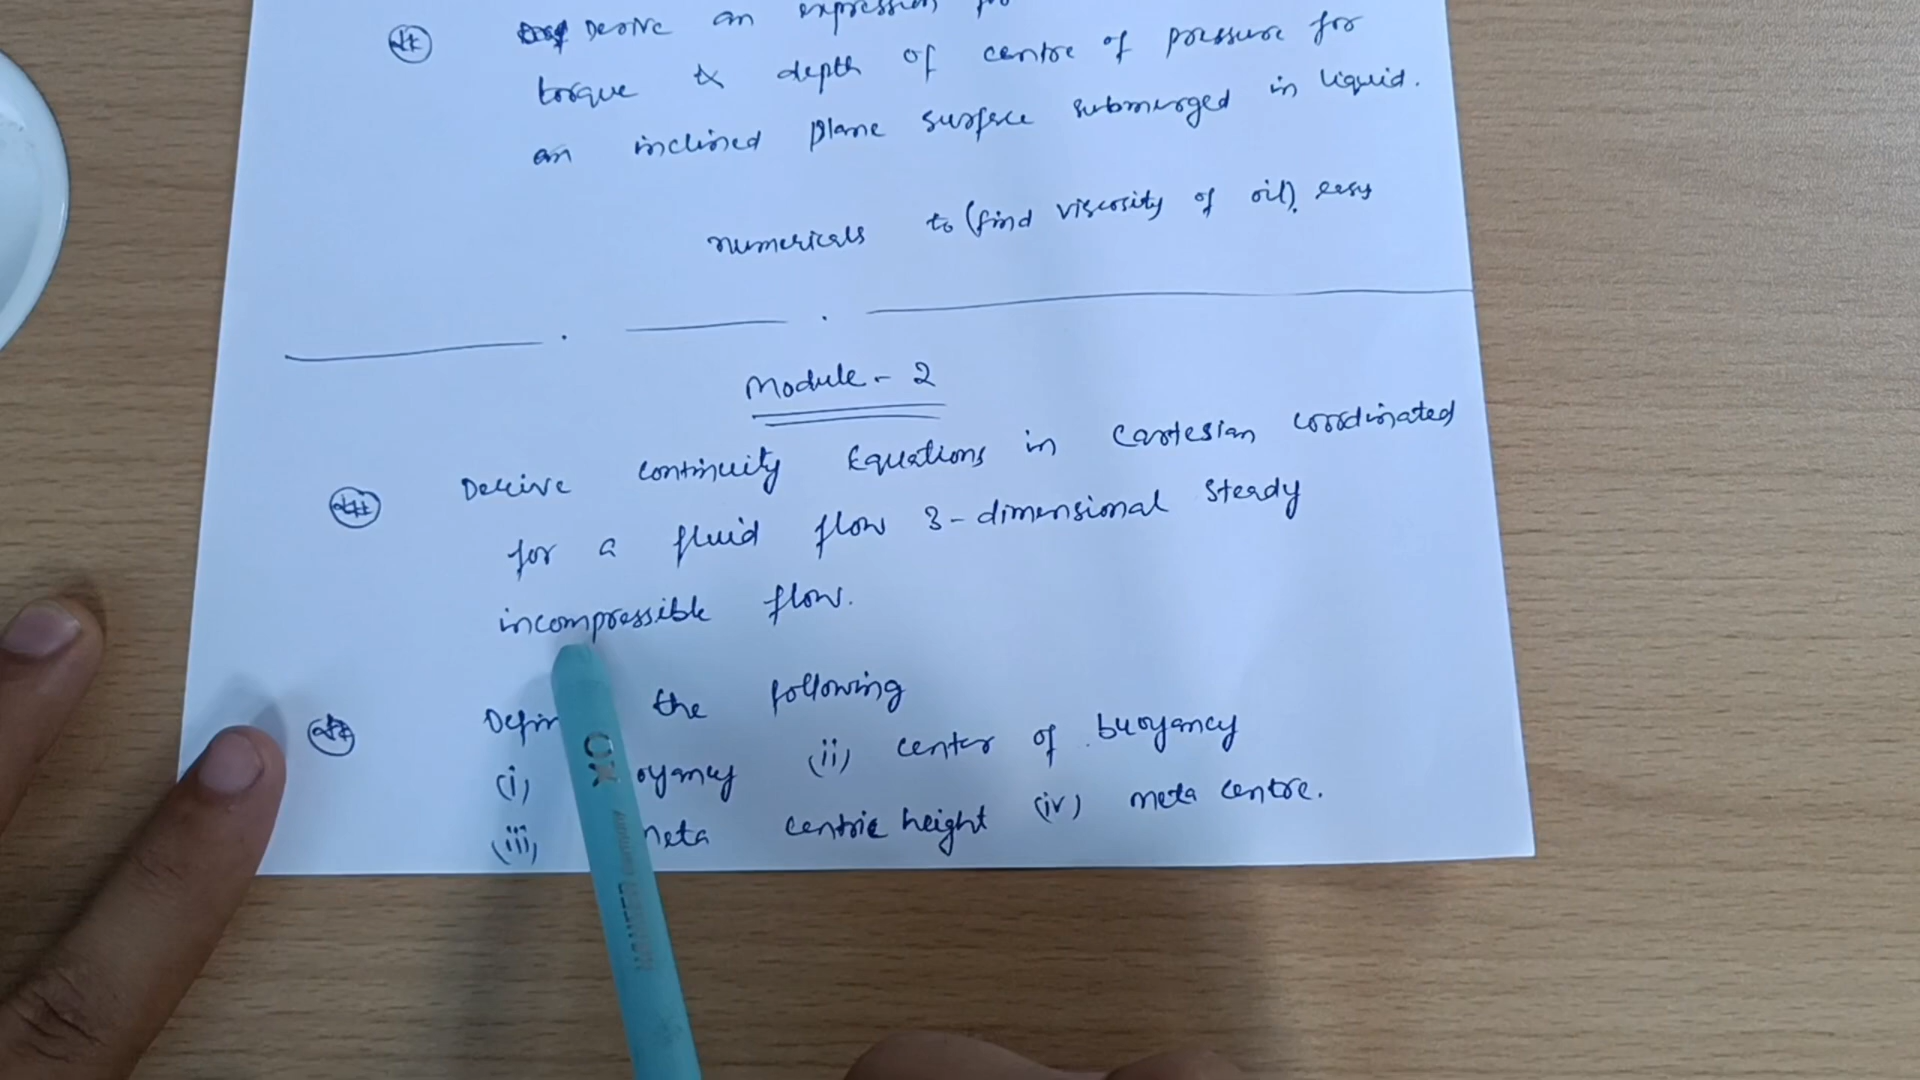 Derive an expression
torque & depth of centre of pressure for
an inclined plane surface submerged in liquid.
numericals to (find viscosity of oil). easy
Module - 2
Derive continuity Equations in Cartesian coordinated
for a fluid flow 3-dimensional steady
incompressible flow.
the following
(i) (ii) center of buoyancy
(iii) centric height (iv) meta centre.
OX